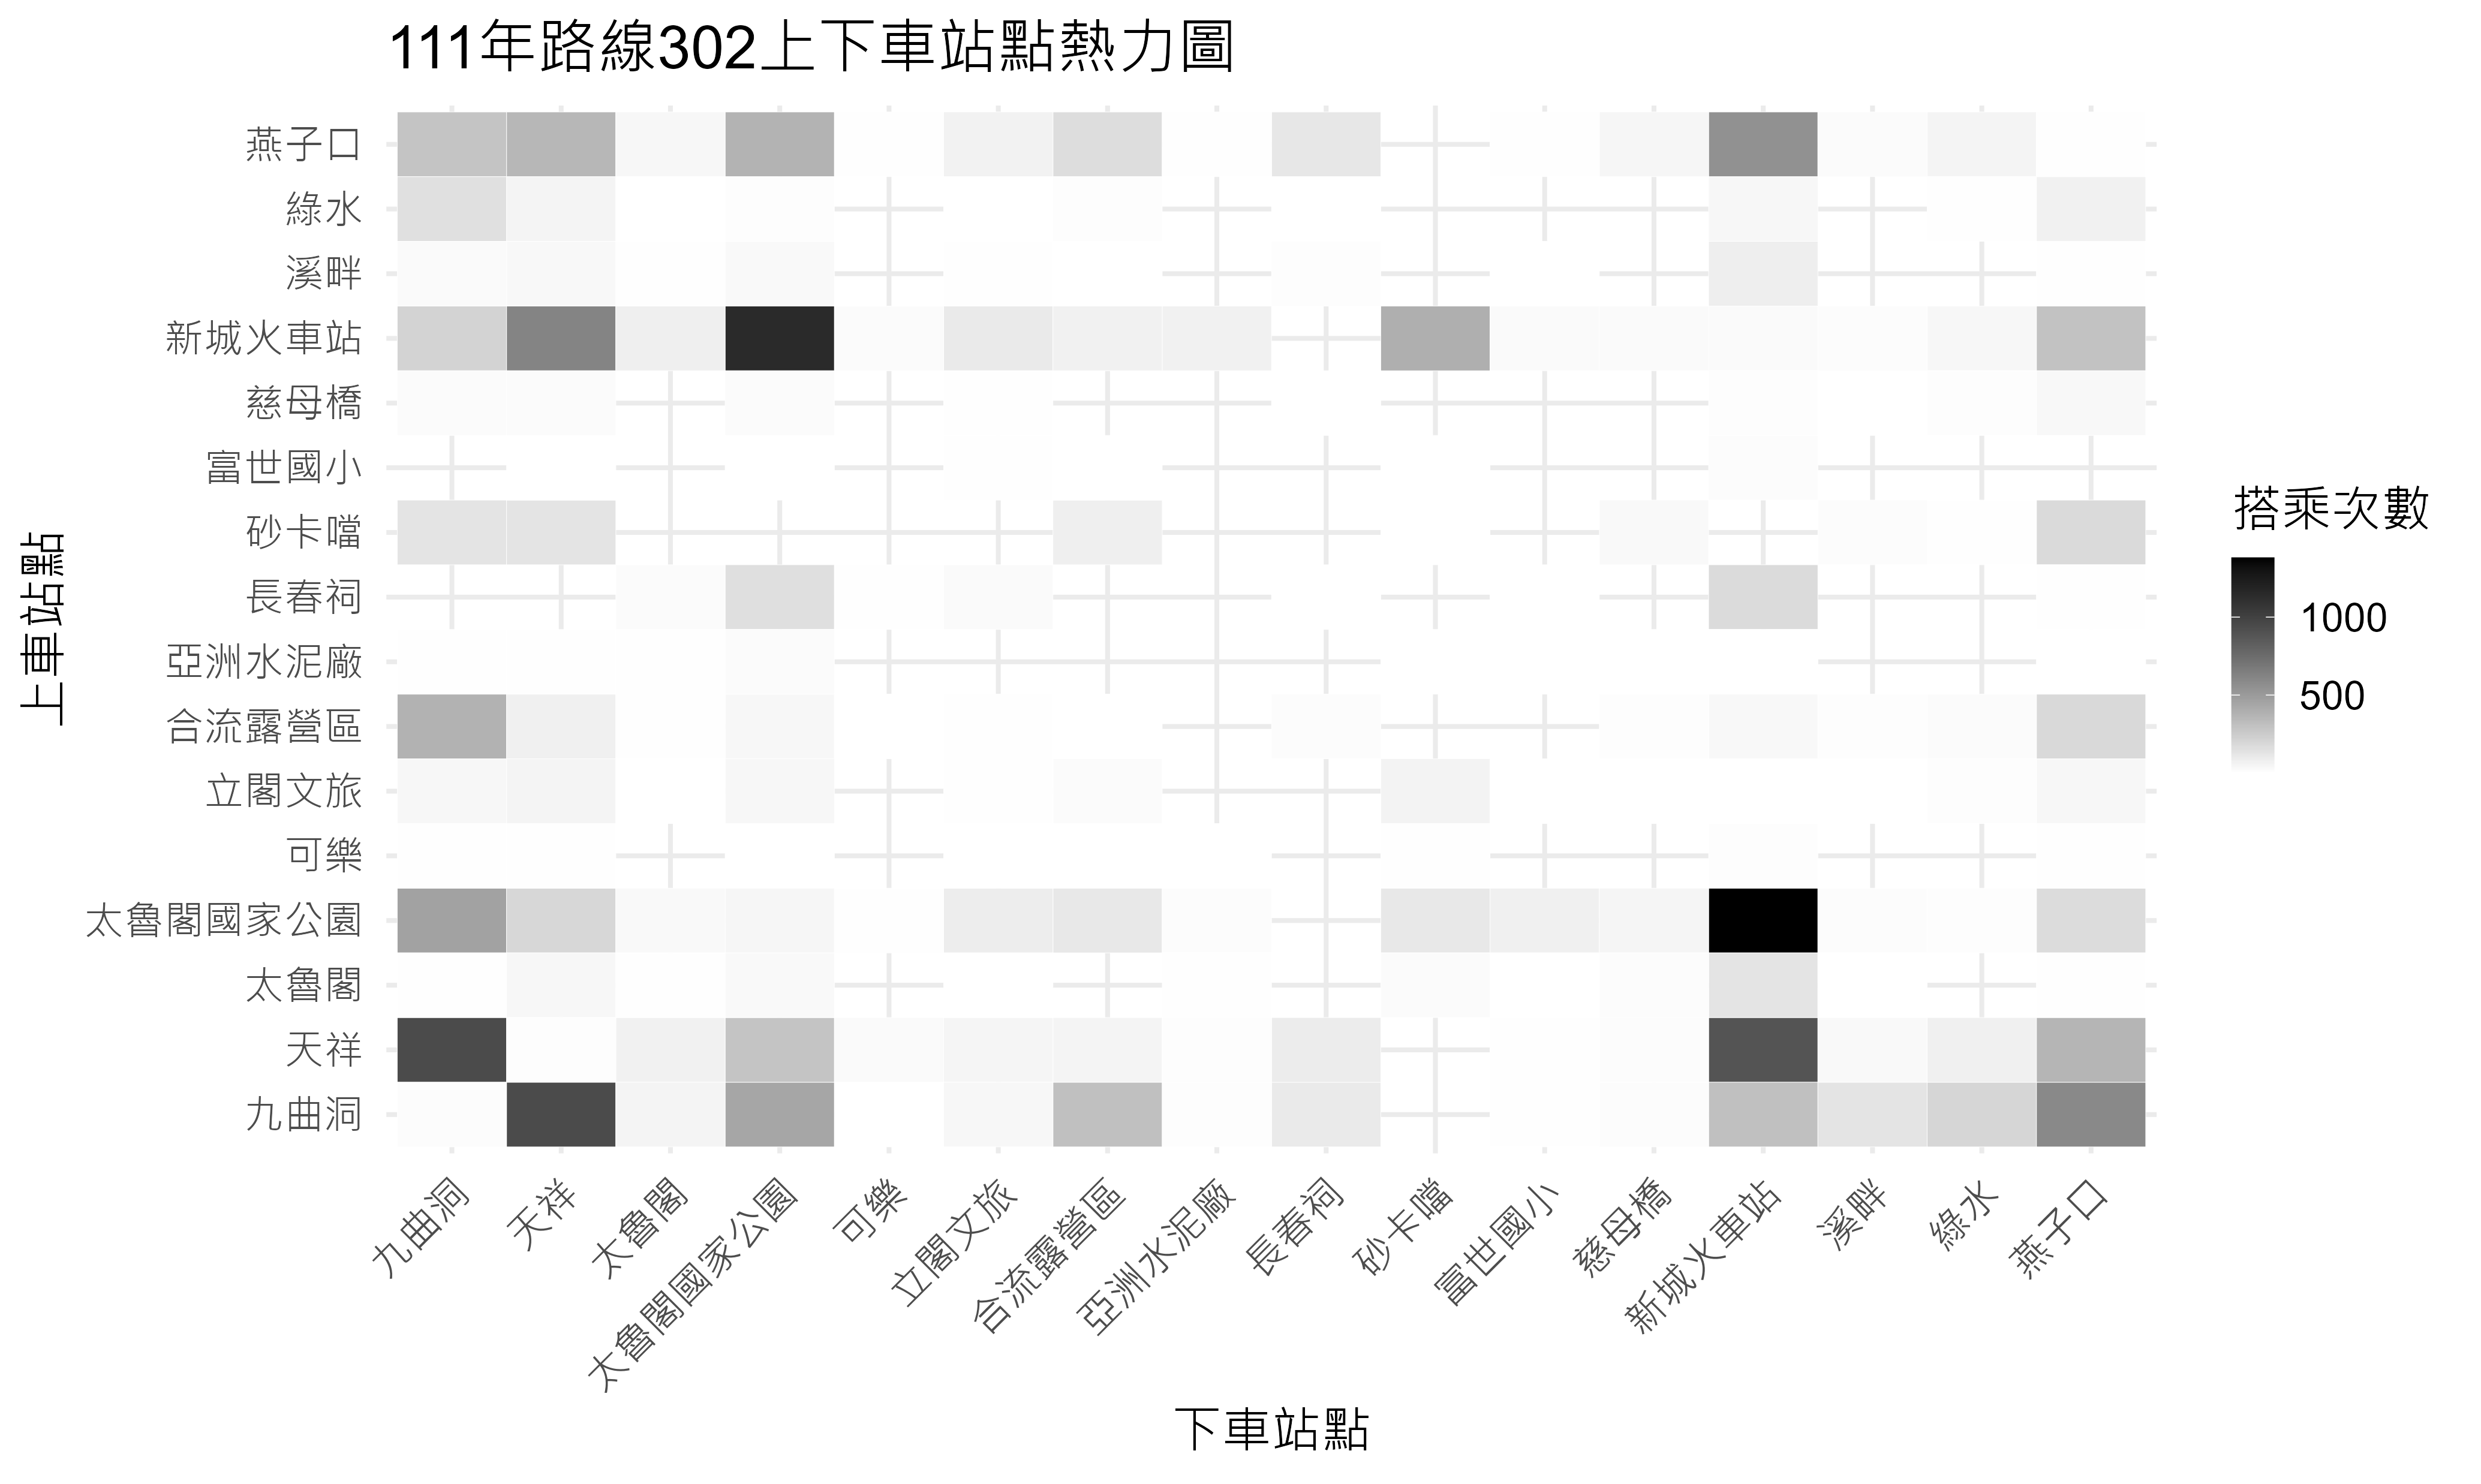 111年路線302上下車站點熱力圖
上車站點
燕子口
綠水
溪畔
新城火車站
慈母橋
富世國小
砂卡噹
長春祠
亞洲水泥廠
合流露營區
立閣文旅
可樂
太魯閣國家公園
太魯閣
天祥
九曲洞
九曲洞
天祥
太魯閣
太魯閣國家公園
可樂
立閣文旅
合流露營區
亞洲水泥廠
長春祠
砂卡噹
富世國小
慈母橋
新城火車站
溪畔
綠水
燕子口
下車站點
搭乘次數
1000
500